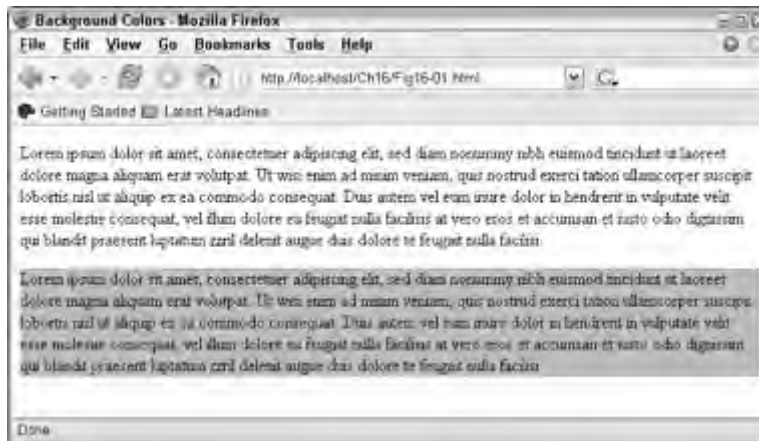 Background Colors - Mozilla Firefox
File Edit View Go Bookmarks Tools Help
http://localhost/Ch16/Fig16-01.html
Getting Started Latest Headlines
Lorem ipsum dolor sit amet, consectetuer adipiscing elit, sed diam nonummy nibh euismod tincidunt ut laoreet
dolore magna aliquam erat volutpat. Ut wisi enim ad minim veniam, quis nostrud exerci tation ullamcorper suscipit
lobortis nisl ut aliquip ex ea commodo consequat. Duis autem vel eum iriure dolor in hendrerit in vulputate velit
esse molestie consequat, vel illum dolore eu feugiat nulla facilisis at vero eros et accumsan et iusto odio dignissim
qui blandit praesent luptatum zzril delenit augue duis dolore te feugait nulla facilisi.
Lorem ipsum dolor sit amet, consectetuer adipiscing elit, sed diam nonummy nibh euismod tincidunt ut laoreet
dolore magna aliquam erat volutpat. Ut wisi enim ad minim veniam, quis nostrud exerci tation ullamcorper suscipit
lobortis nisl ut aliquip ex ea commodo consequat. Duis autem vel eum iriure dolor in hendrerit in vulputate velit
esse molestie consequat, vel illum dolore eu feugiat nulla facilisis at vero eros et accumsan et iusto odio dignissim
qui blandit praesent luptatum zzril delenit augue duis dolore te feugait nulla facilisi.
Done